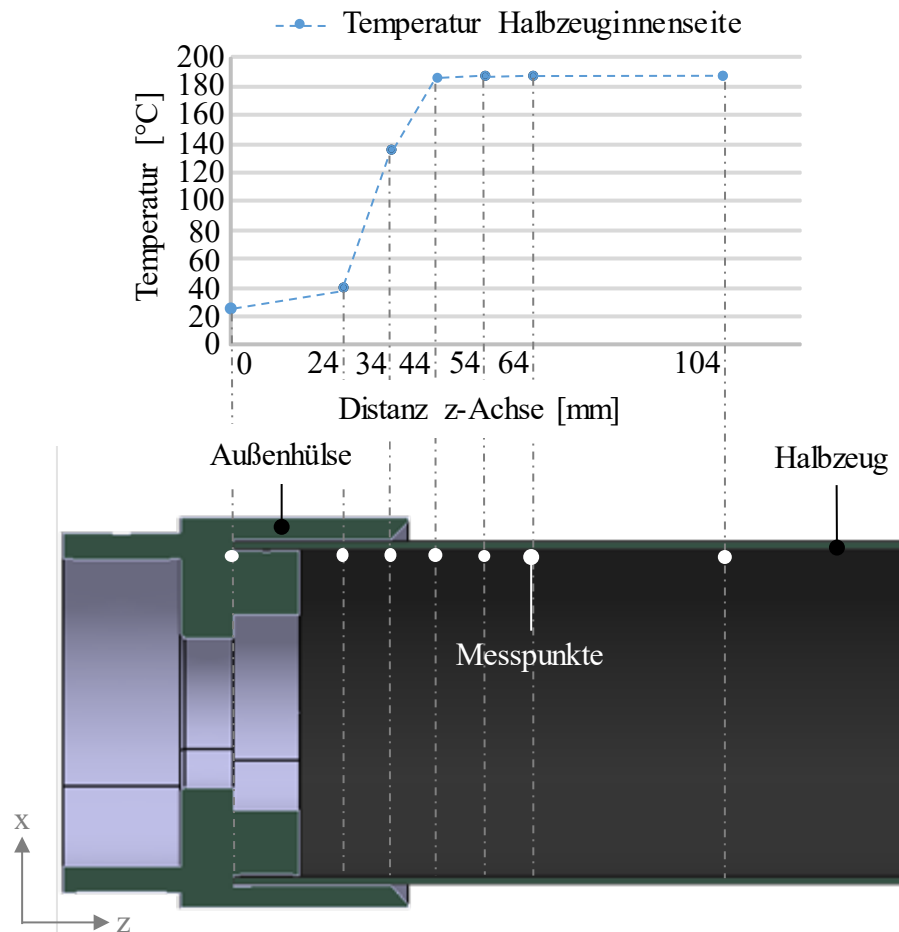 Temperatur Halbzeuginnenseite
Temperatur [°C]
200
180
160
140
120
100
80
60
40
20
0
0 24 34 44 54 64 104
Distanz z-Achse [mm]
Außenhülse
Halbzeug
Messpunkte
x
z